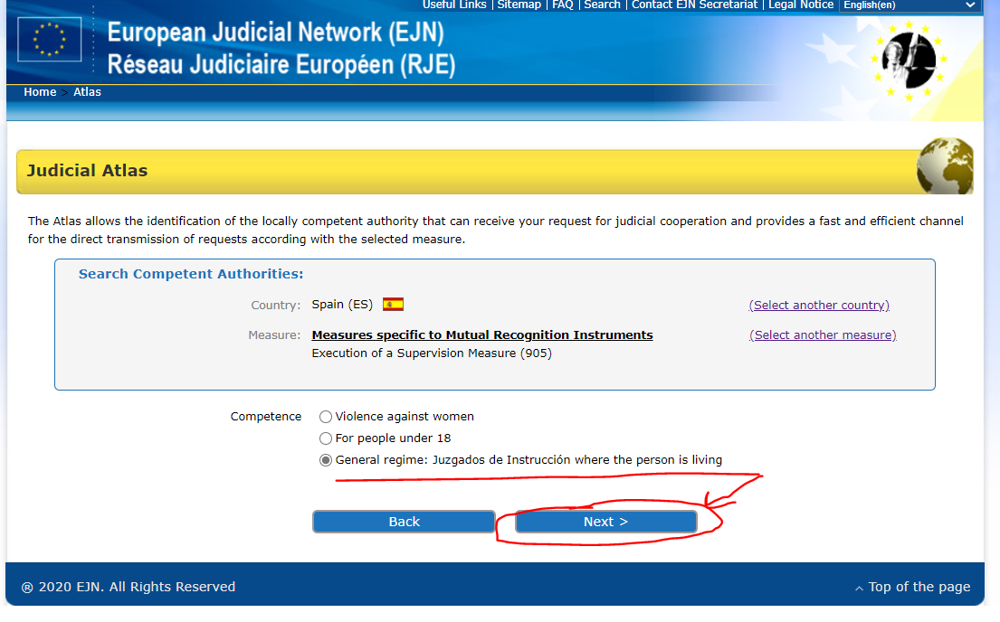 Useful Links | Sitemap | FAQ | Search | Contact EJN Secretariat | Legal Notice | English(en)
European Judicial Network (EJN)
Réseau Judiciaire Européen (RJE)
Home > Atlas
Judicial Atlas
The Atlas allows the identification of the locally competent authority that can receive your request for judicial cooperation and provides a fast and efficient channel
for the direct transmission of requests according with the selected measure.
Search Competent Authorities:
Country: Spain (ES) (Select another country)
Measure: Measures specific to Mutual Recognition Instruments (Select another measure)
Execution of a Supervision Measure (905)
Competence Violence against women
For people under 18
General regime: Juzgados de Instrucción where the person is living
Back Next >
® 2020 EJN. All Rights Reserved Top of the page